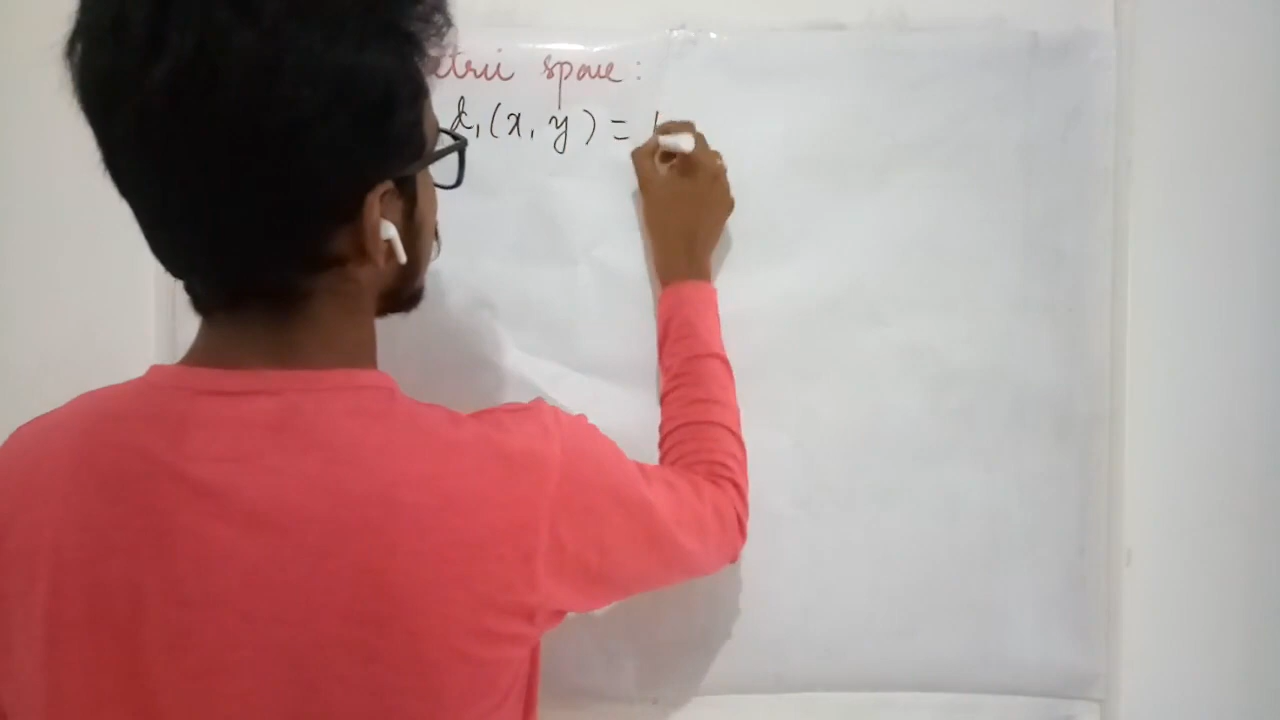 etric space:
d₁(x, y) =